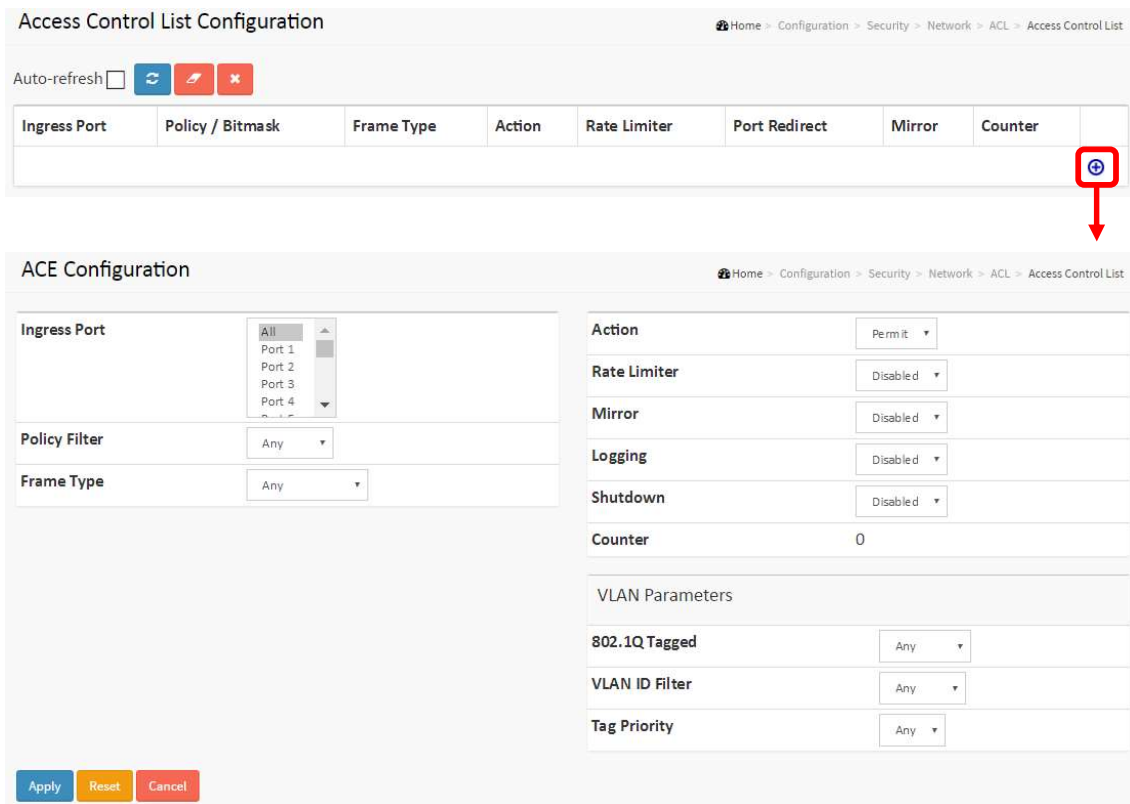 Access Control List Configuration
Home > Configuration > Security > Network > ACL > Access Control List
Auto-refresh
Ingress Port Policy / Bitmask Frame Type Action Rate Limiter Port Redirect Mirror Counter
ACE Configuration
Home > Configuration > Security > Network > ACL > Access Control List
Ingress Port
All
Port 1
Port 2
Port 3
Port 4
Policy Filter Any
Frame Type Any
Action Permit
Rate Limiter Disabled
Mirror Disabled
Logging Disabled
Shutdown Disabled
Counter 0
VLAN Parameters
802.1Q Tagged Any
VLAN ID Filter Any
Tag Priority Any
Apply Reset Cancel